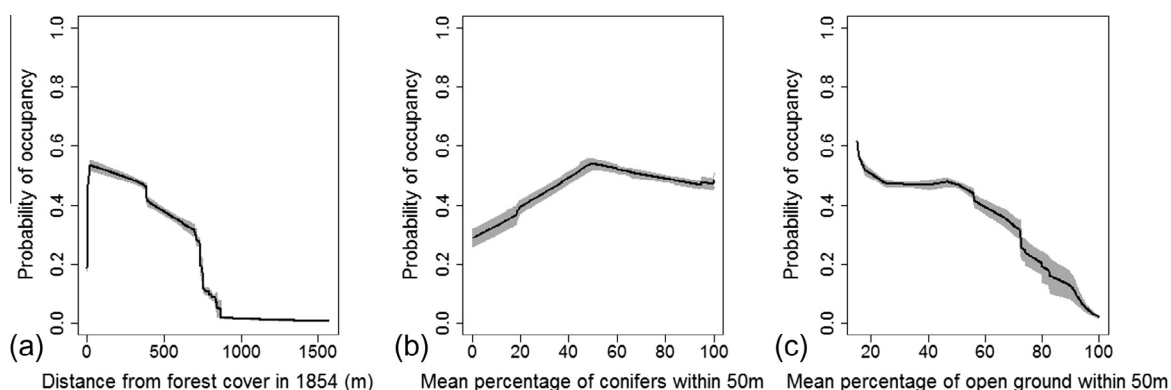 Probability of occupancy
0.0 0.2 0.4 0.6 0.8 1.0
0 500 1000 1500
(a)
Distance from forest cover in 1854 (m)
Probability of occupancy
0.0 0.2 0.4 0.6 0.8 1.0
0 20 40 60 80 100
(b)
Mean percentage of conifers within 50m
Probability of occupancy
0.0 0.2 0.4 0.6 0.8 1.0
20 40 60 80 100
(c)
Mean percentage of open ground within 50m